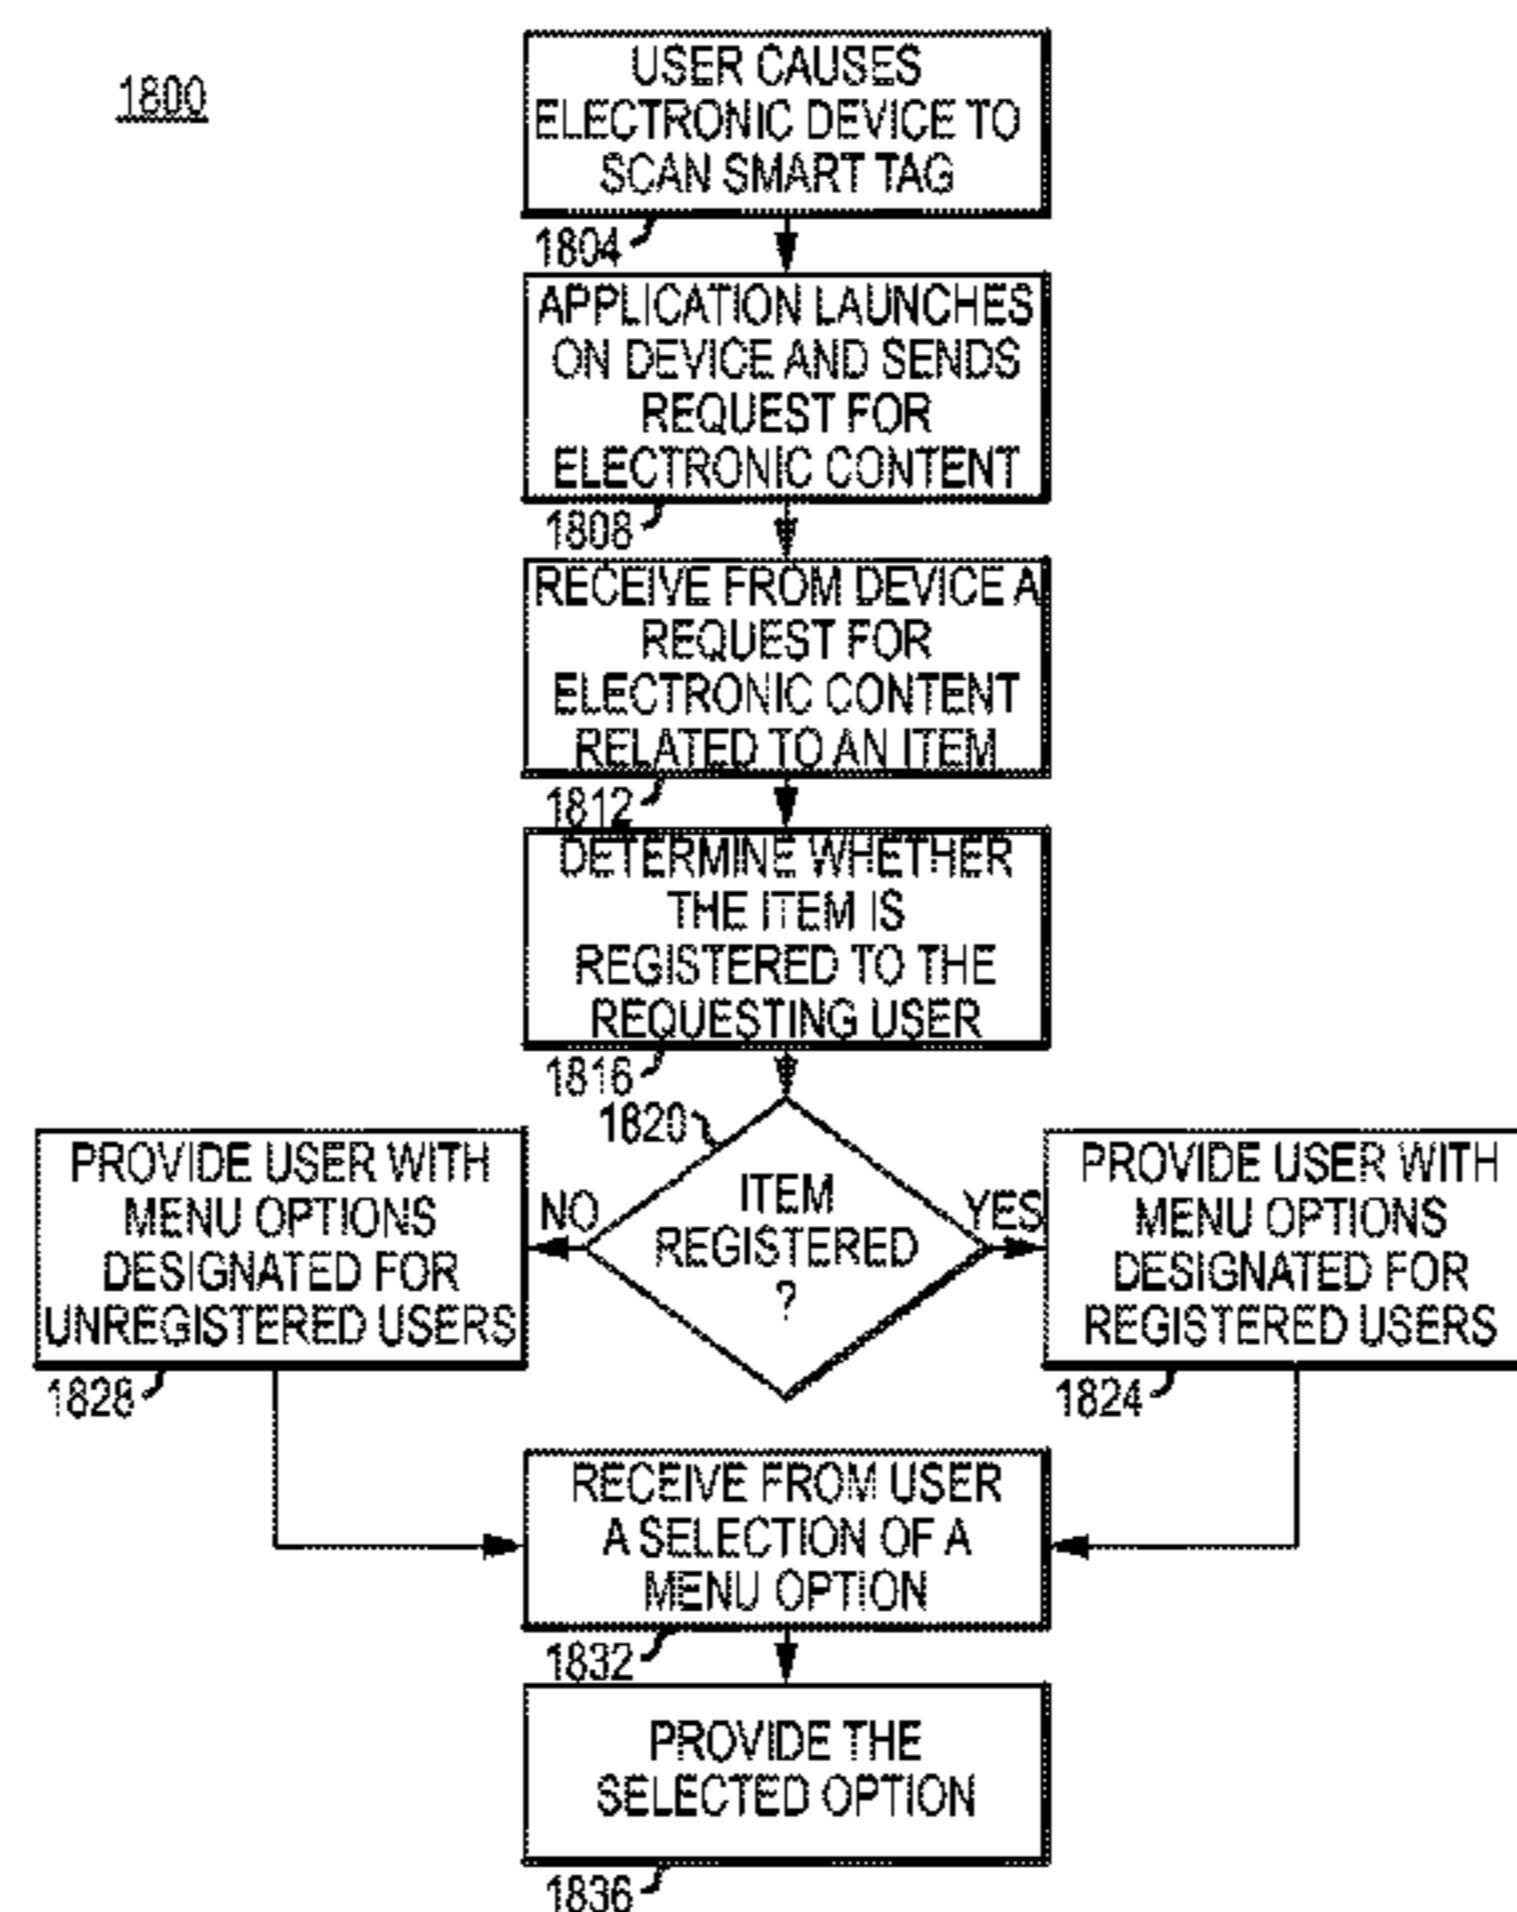 1800
USER CAUSES
ELECTRONIC DEVICE TO
SCAN SMART TAG
1804
APPLICATION LAUNCHES
ON DEVICE AND SENDS
REQUEST FOR
ELECTRONIC CONTENT
1808
RECEIVE FROM DEVICE A
REQUEST FOR
ELECTRONIC CONTENT
RELATED TO AN ITEM
1812
DETERMINE WHETHER
THE ITEM IS
REGISTERED TO THE
REQUESTING USER
1816
1820
ITEM
REGISTERED
?
NO
YES
PROVIDE USER WITH
MENU OPTIONS
DESIGNATED FOR
UNREGISTERED USERS
1828
PROVIDE USER WITH
MENU OPTIONS
DESIGNATED FOR
REGISTERED USERS
1824
RECEIVE FROM USER
A SELECTION OF A
MENU OPTION
1832
PROVIDE THE
SELECTED OPTION
1836